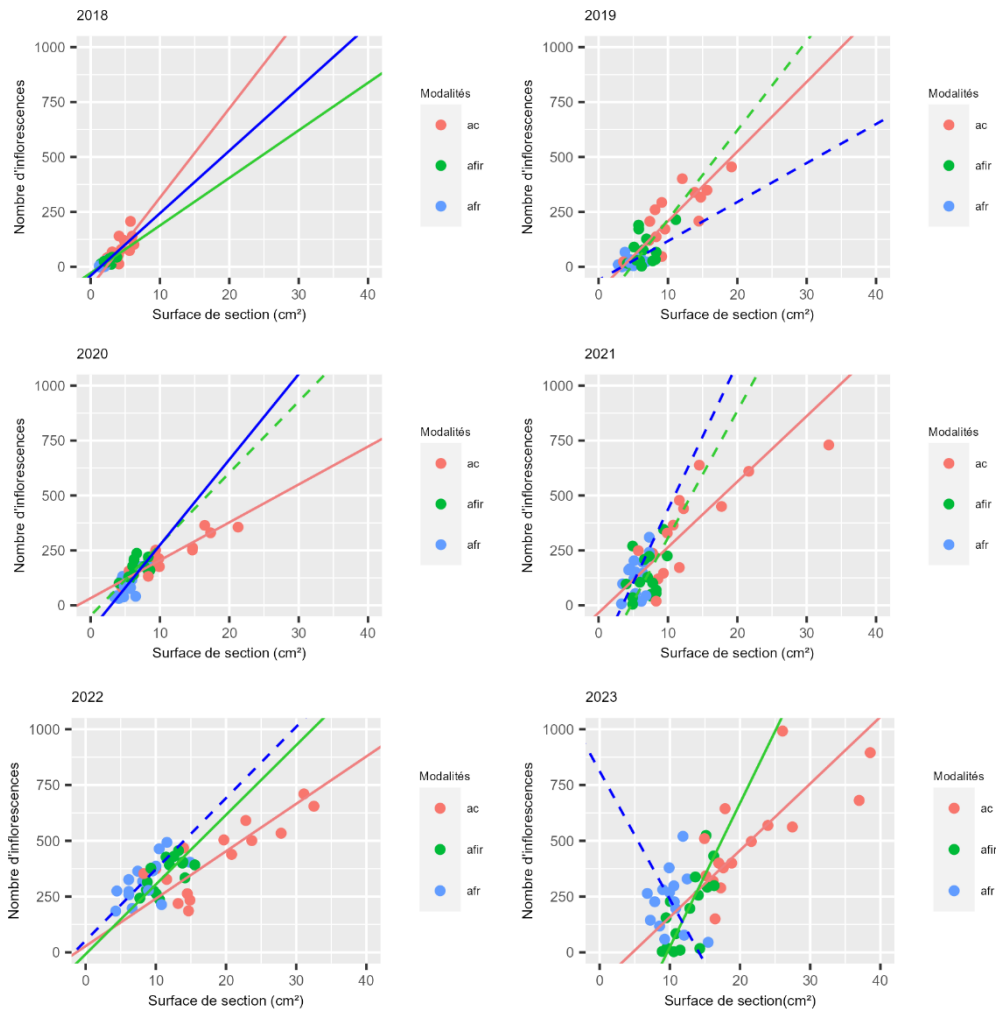 2018
1000
750
500
250
0
0 10 20 30 40
Nombre d'inflorescences
Surface de section (cm²)
Modalités
ac
afir
afr
2019
1000
750
500
250
0
0 10 20 30 40
Nombre d'inflorescences
Surface de section (cm²)
Modalités
ac
afir
afr
2020
1000
750
500
250
0
0 10 20 30 40
Nombre d'inflorescences
Surface de section (cm²)
Modalités
ac
afir
afr
2021
1000
750
500
250
0
0 10 20 30 40
Nombre d'inflorescences
Surface de section (cm²)
Modalités
ac
afir
afr
2022
1000
750
500
250
0
0 10 20 30 40
Nombre d'inflorescences
Surface de section (cm²)
Modalités
ac
afir
afr
2023
1000
750
500
250
0
0 10 20 30 40
Nombre d'inflorescences
Surface de section(cm²)
Modalités
ac
afir
afr